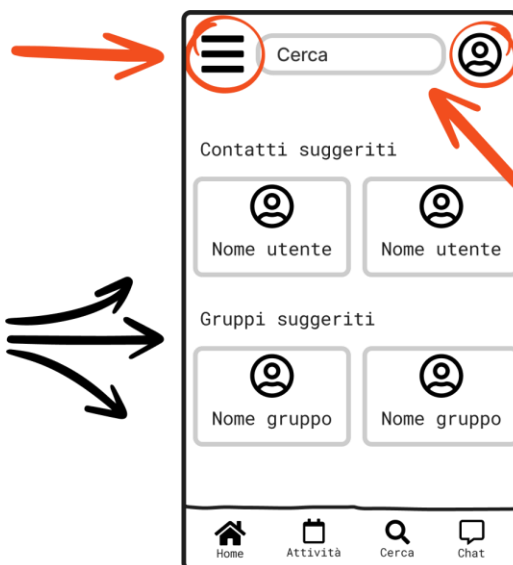 Cerca
Contatti suggeriti
Nome utente Nome utente
Gruppi suggeriti
Nome gruppo Nome gruppo
Home Attività Cerca Chat